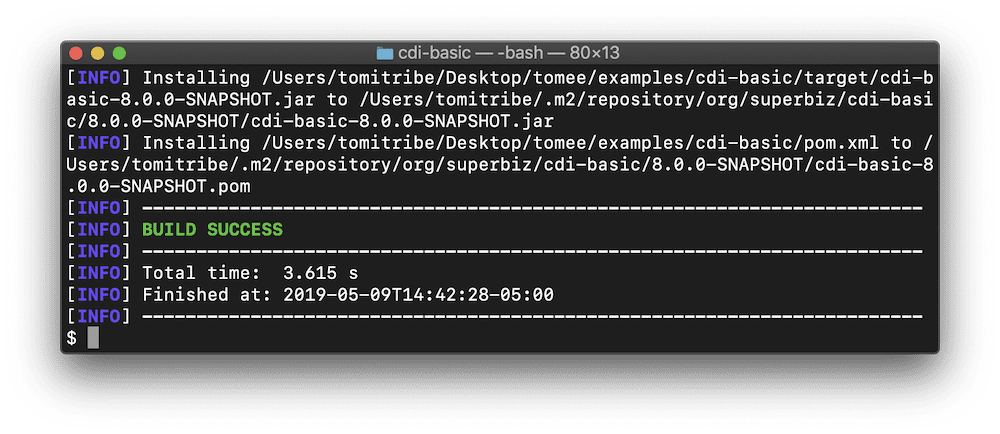 cdi-basic — -bash — 80×13
[INFO] Installing /Users/tomitribe/Desktop/tomee/examples/cdi-basic/target/cdi-b
asic-8.0.0-SNAPSHOT.jar to /Users/tomitribe/.m2/repository/org/superbiz/cdi-basi
c/8.0.0-SNAPSHOT/cdi-basic-8.0.0-SNAPSHOT.jar
[INFO] Installing /Users/tomitribe/Desktop/tomee/examples/cdi-basic/pom.xml to /
Users/tomitribe/.m2/repository/org/superbiz/cdi-basic/8.0.0-SNAPSHOT/cdi-basic-8
.0.0-SNAPSHOT.pom
[INFO] ------------------------------------------------------------------------
[INFO] BUILD SUCCESS
[INFO] ------------------------------------------------------------------------
[INFO] Total time:  3.615 s
[INFO] Finished at: 2019-05-09T14:42:28-05:00
[INFO] ------------------------------------------------------------------------
$